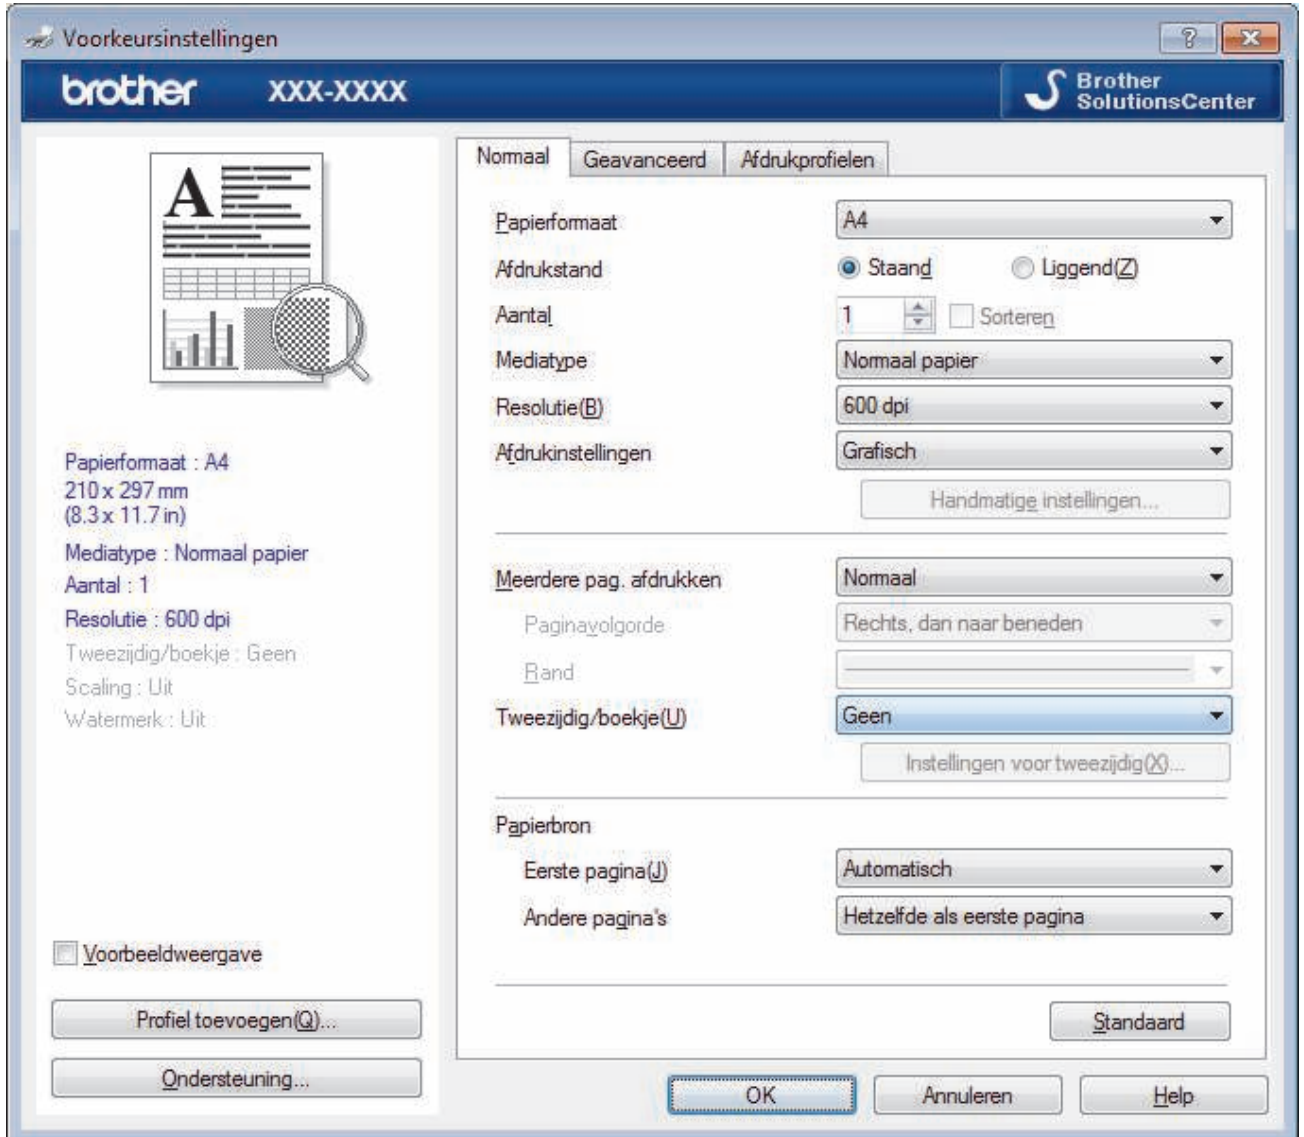 Voorkeursinstellingen
brother XXX-XXXX Brother SolutionsCenter
A
Papierformaat : A4
210 x 297 mm
(8.3 x 11.7 in)
Mediatype : Normaal papier
Aantal : 1
Resolutie : 600 dpi
Tweezijdig/boekje : Geen
Scaling : Uit
Watermerk : Uit
Voorbeeldweergave
Profiel toevoegen(Q)...
Ondersteuning...
Normaal Geavanceerd Afdrukprofielen
Papierformaat A4
Afdrukstand Staand Liggend(Z)
Aantal 1 Sorteren
Mediatype Normaal papier
Resolutie(B) 600 dpi
Afdrukinstellingen Grafisch
Handmatige instellingen...
Meerdere pag. afdrukken Normaal
Paginavolgorde Rechts, dan naar beneden
Rand
Tweezijdig/boekje(U) Geen
Instellingen voor tweezijdig(X)...
Papierbron
Eerste pagina(J) Automatisch
Andere pagina's Hetzelfde als eerste pagina
Standaard
OK Annuleren Help